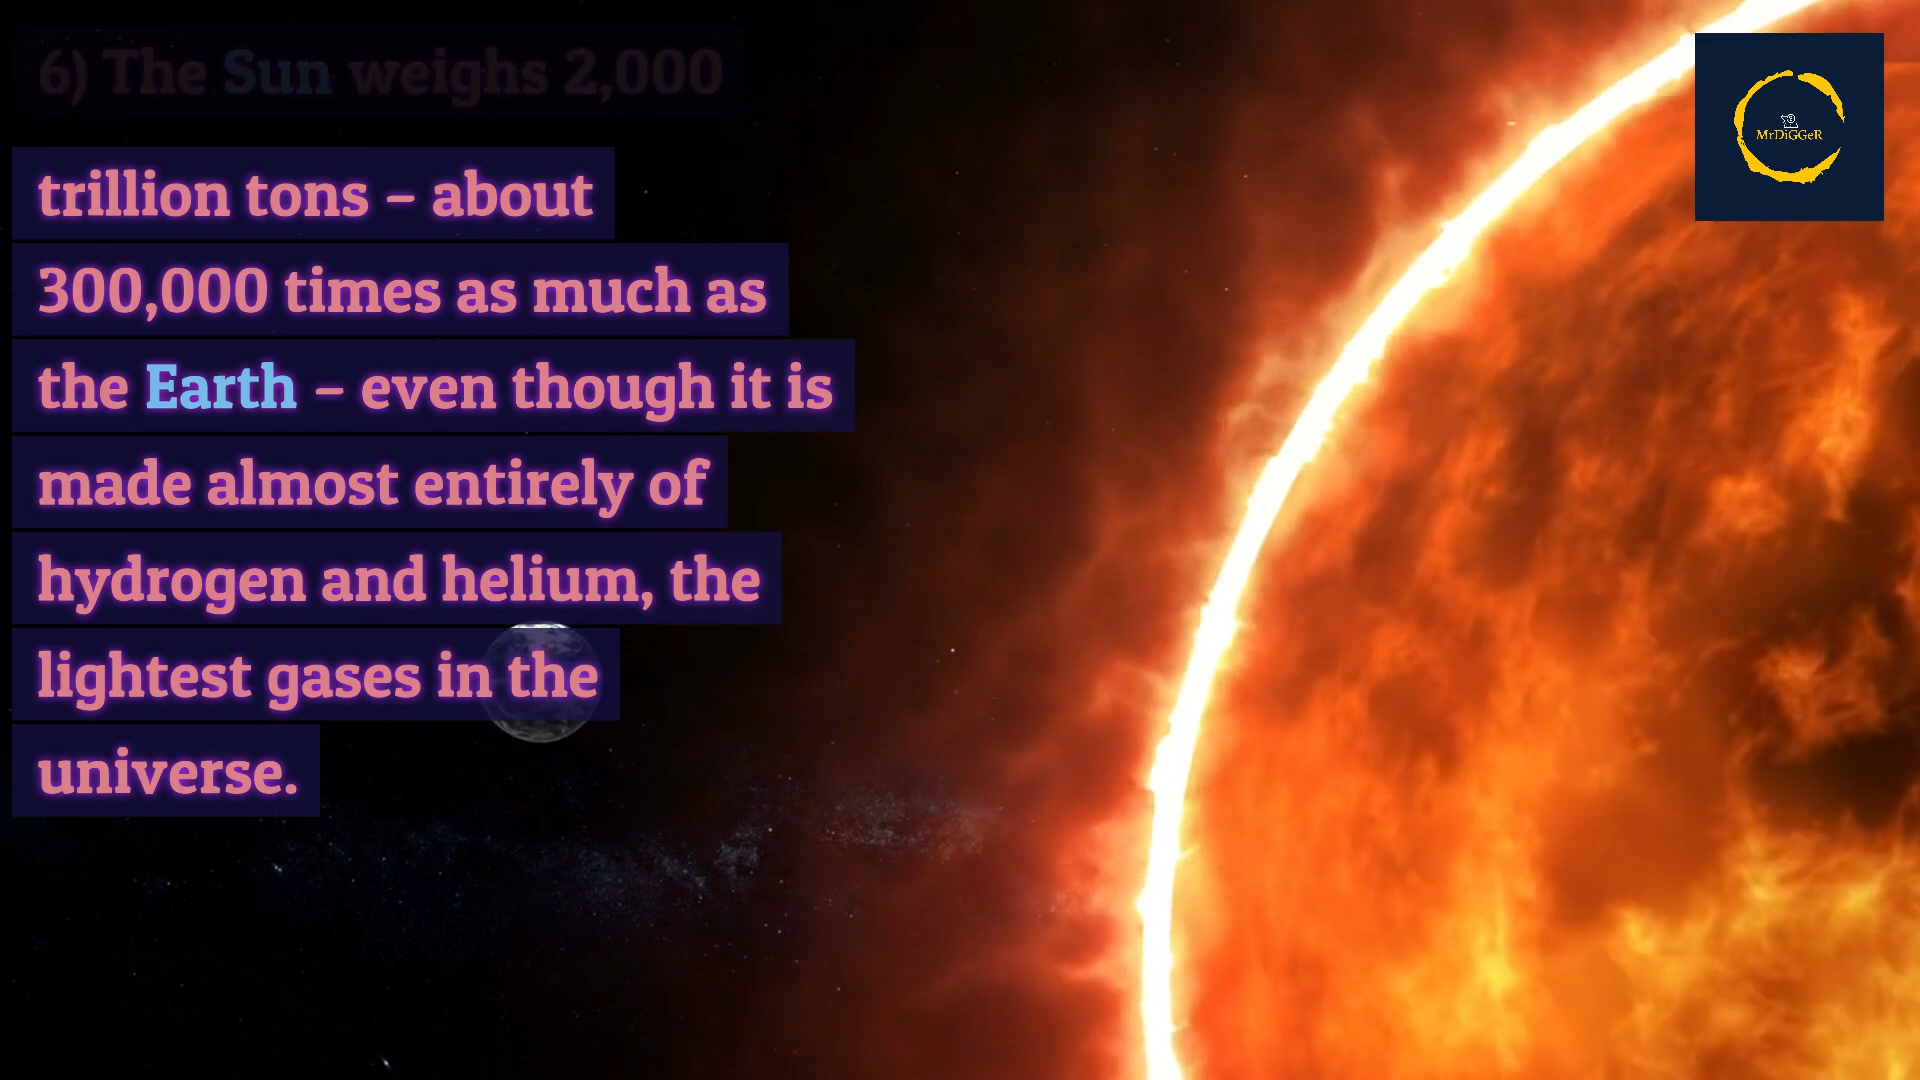 6) The Sun weighs 2,000
trillion tons – about
300,000 times as much as
the Earth – even though it is
made almost entirely of
hydrogen and helium, the
lightest gases in the
universe.
MrDiGGeR